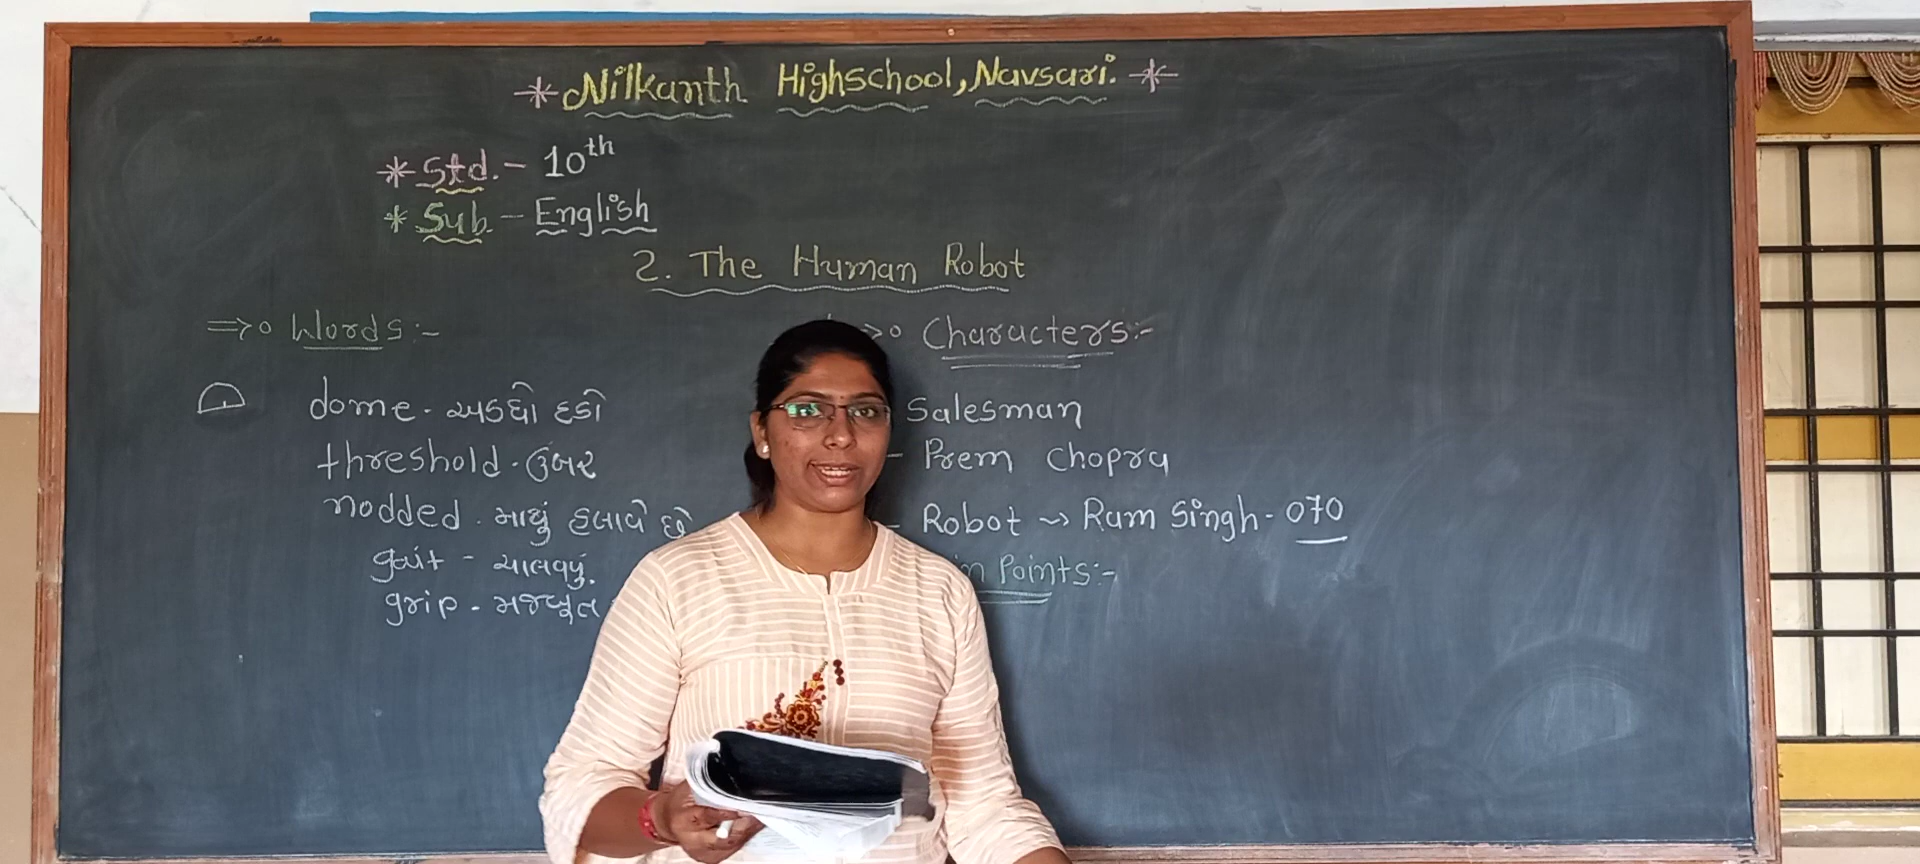 * Nilkanth Highschool, Navsari. *
* Std. - 10th
* Sub - English
2. The Human Robot
⇒ Words :-
dome - અડધો દડો
threshold - ઉંબર
nodded - માથું હલાવે છે
gait - ચાલવવું.
grip - મજબૂત
Characters :-
Salesman
- Prem Chopra
- Robot → Ram Singh - 070
Points :-